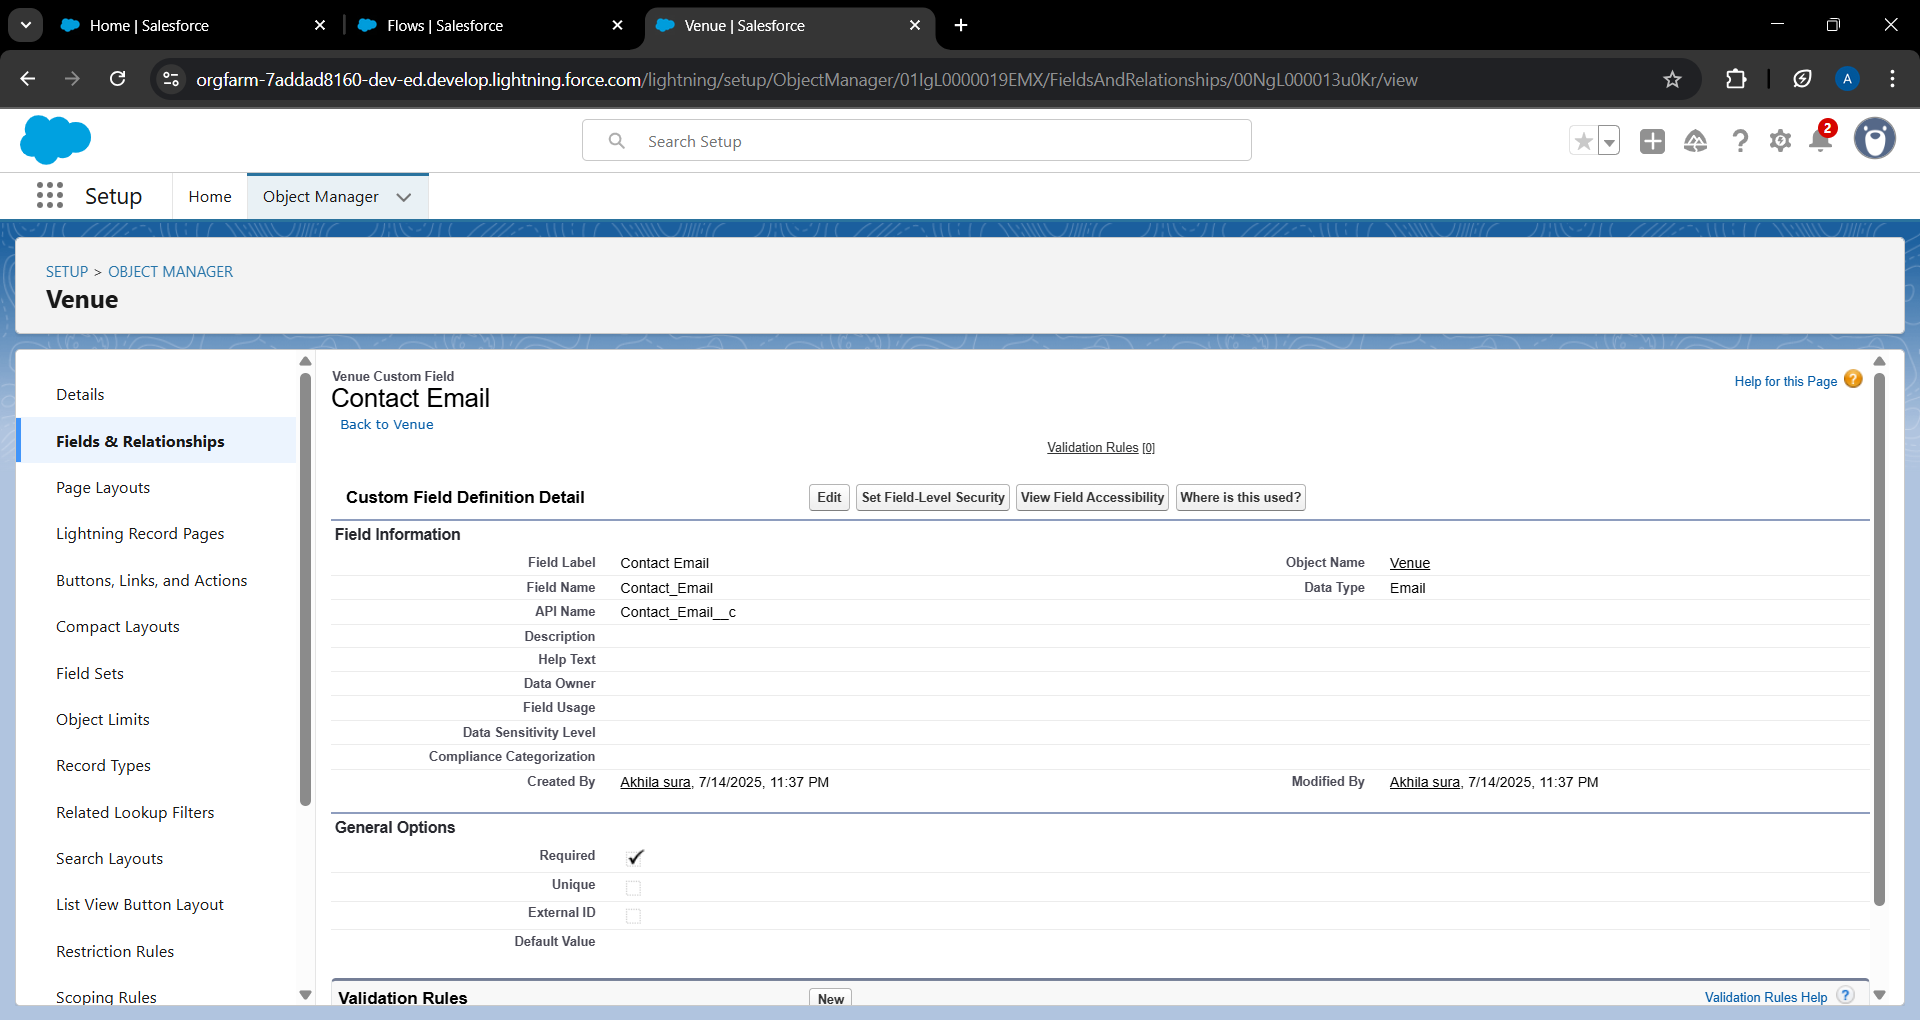 Home | Salesforce
Flows | Salesforce
Venue | Salesforce
orgfarm-7addad8160-dev-ed.develop.lightning.force.com/lightning/setup/ObjectManager/01IgL0000019EMX/FieldsAndRelationships/00NgL000013u0Kr/view
A
Search Setup
2
Setup
Home
Object Manager
SETUP > OBJECT MANAGER
Venue
Details
Fields & Relationships
Page Layouts
Lightning Record Pages
Buttons, Links, and Actions
Compact Layouts
Field Sets
Object Limits
Record Types
Related Lookup Filters
Search Layouts
List View Button Layout
Restriction Rules
Scoping Rules
Venue Custom Field
Contact Email
Back to Venue
Help for this Page ?
Validation Rules [0]
Custom Field Definition Detail
Edit
Set Field-Level Security
View Field Accessibility
Where is this used?
Field Information
Field Label Contact Email Object Name Venue
Field Name Contact_Email Data Type Email
API Name Contact_Email__c
Description
Help Text
Data Owner
Field Usage
Data Sensitivity Level
Compliance Categorization
Created By Akhila sura, 7/14/2025, 11:37 PM Modified By Akhila sura, 7/14/2025, 11:37 PM
General Options
Required
Unique
External ID
Default Value
Validation Rules New Validation Rules Help ?